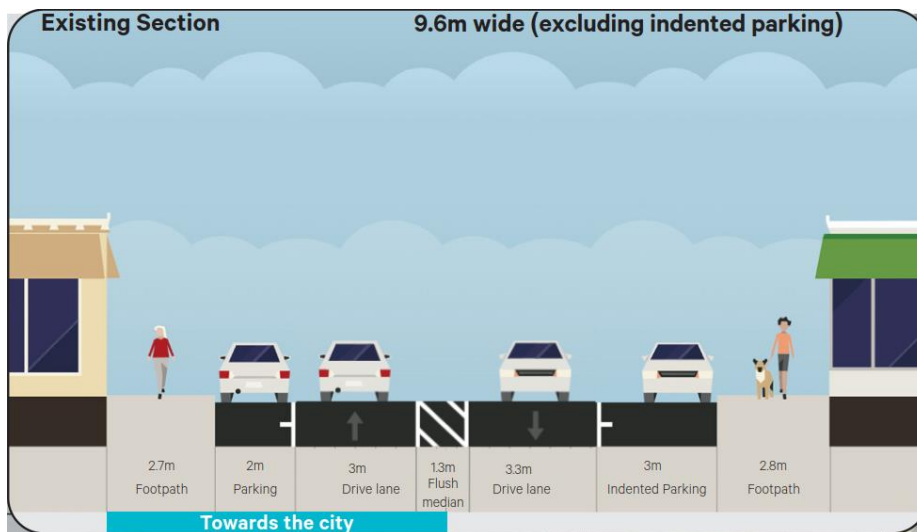 Existing Section
9.6m wide (excluding indented parking)
2.7m
Footpath
2m
Parking
3m
Drive lane
1.3m
Flush
median
3.3m
Drive lane
3m
Indented Parking
2.8m
Footpath
Towards the city